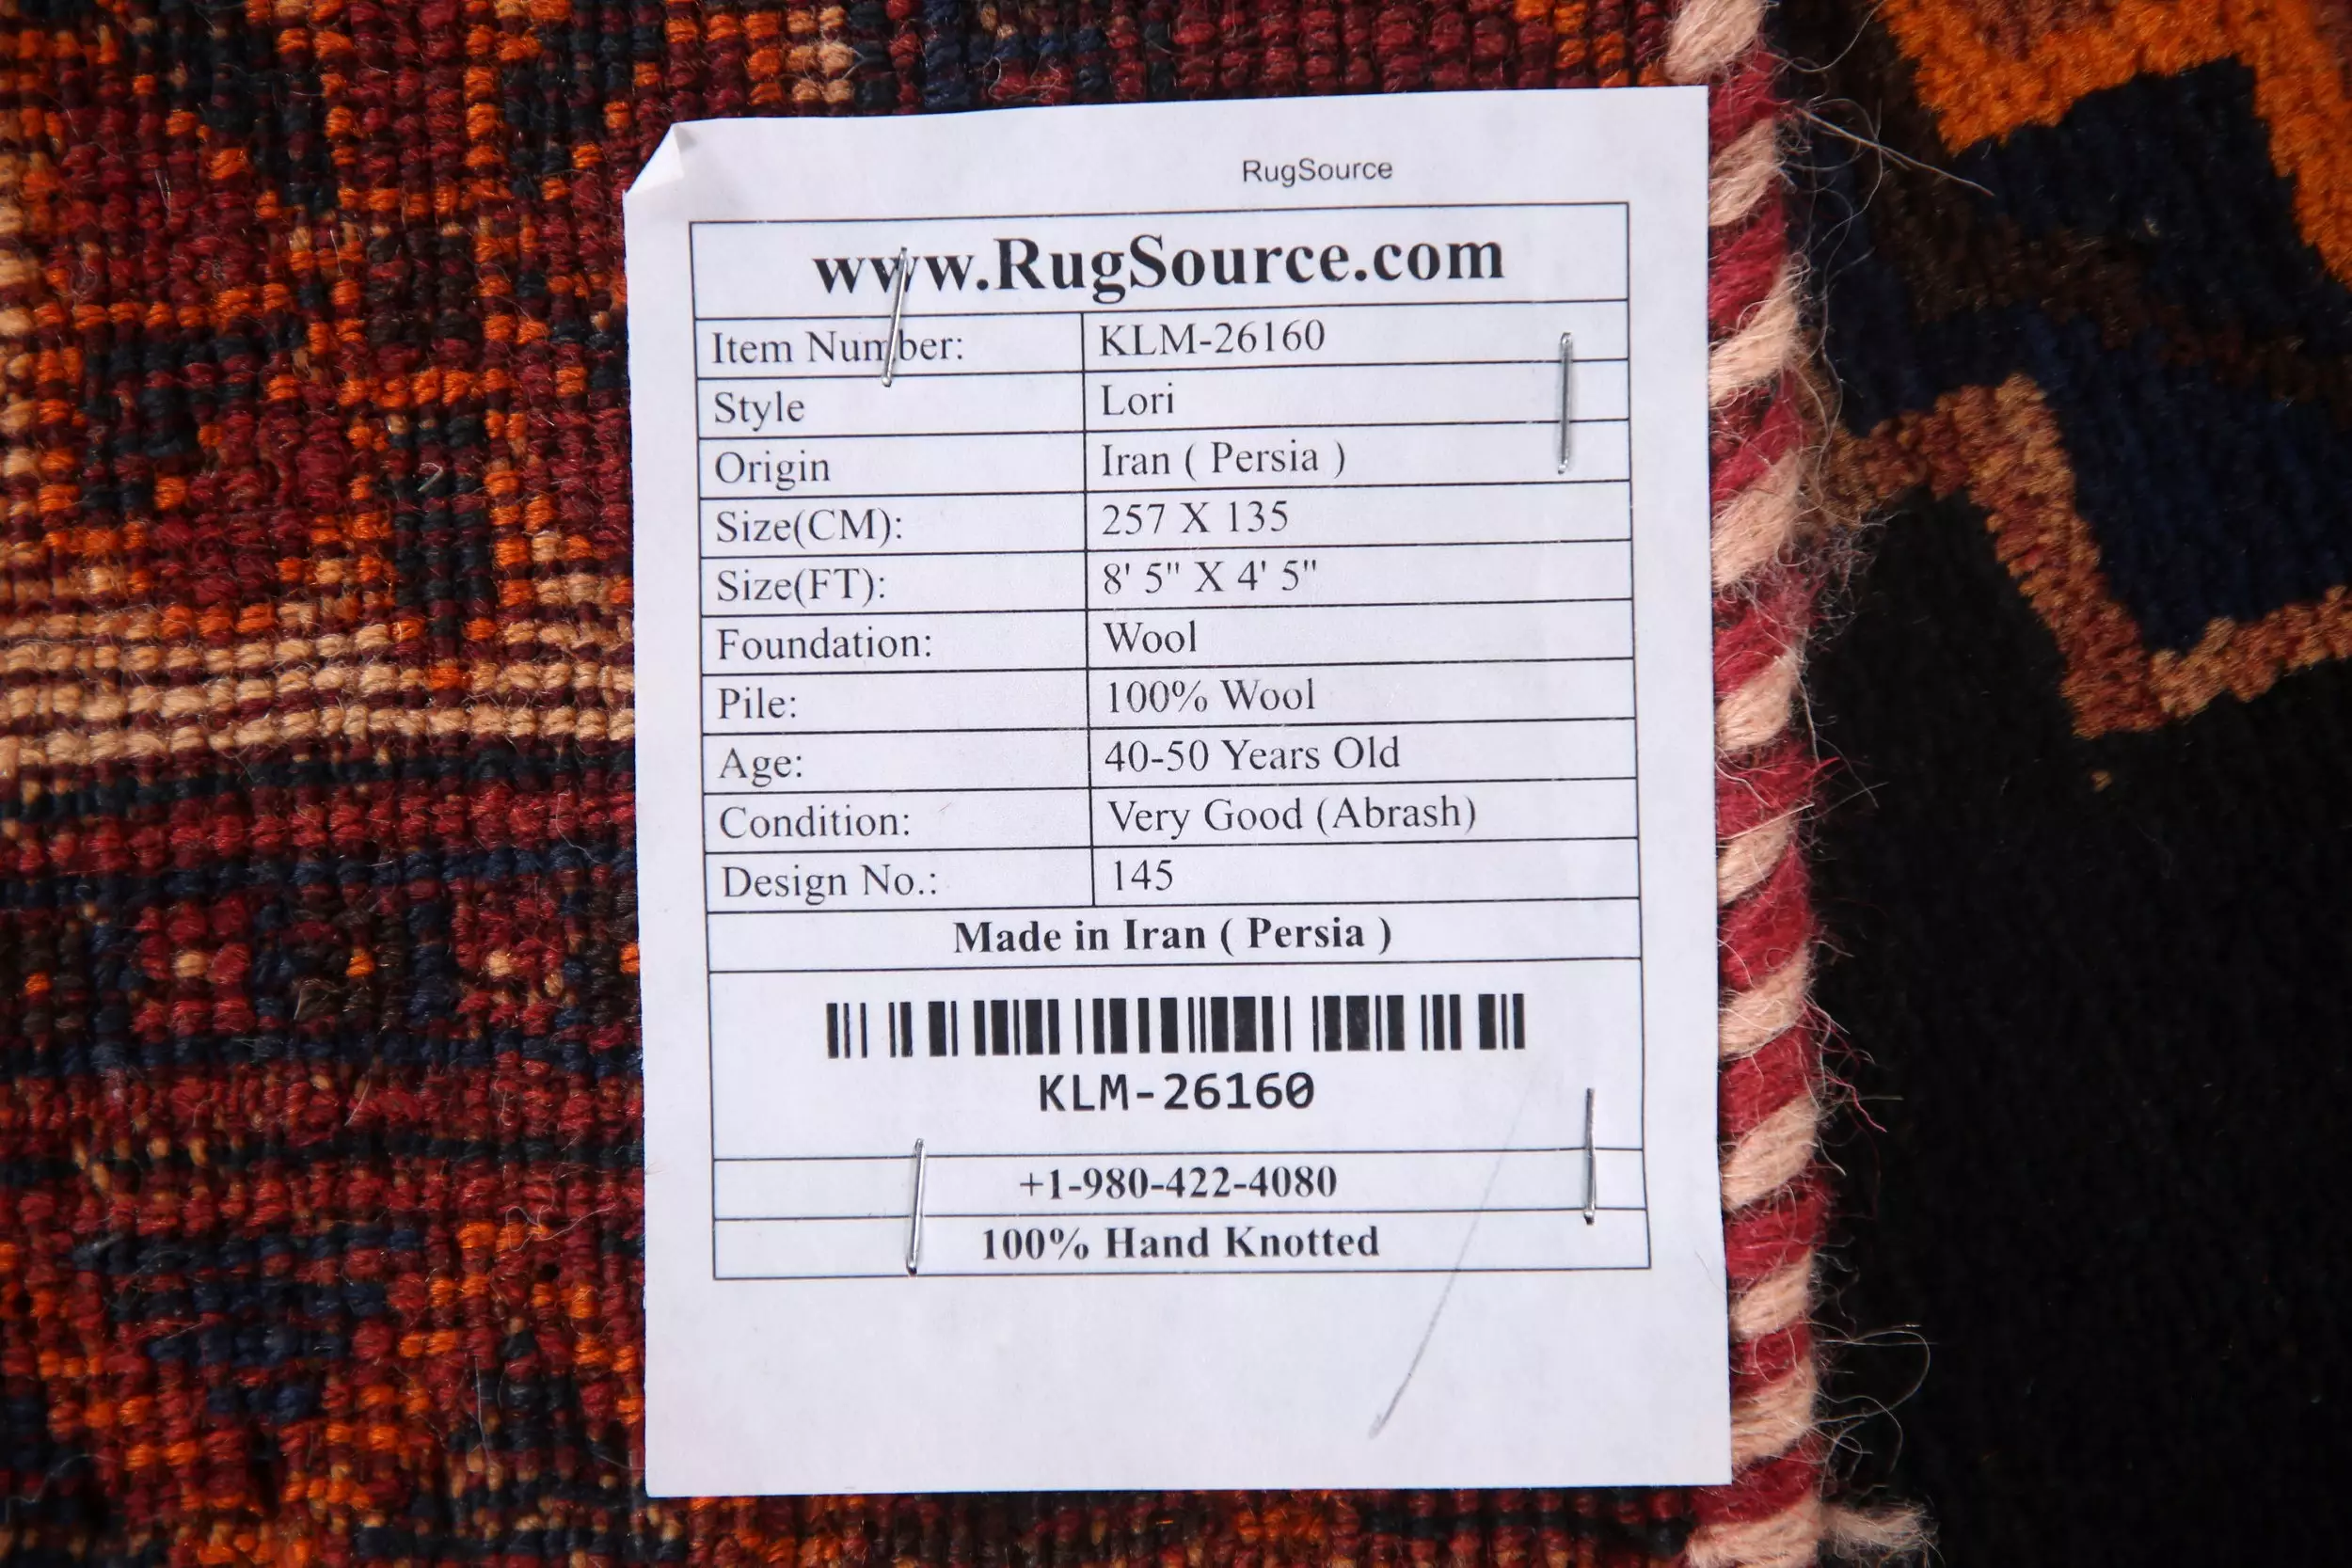 RugSource
www.RugSource.com
Item Number: KLM-26160
Style Lori
Origin Iran ( Persia )
Size(CM): 257 X 135
Size(FT): 8' 5" X 4' 5"
Foundation: Wool
Pile: 100% Wool
Age: 40-50 Years Old
Condition: Very Good (Abrash)
Design No.: 145
Made in Iran ( Persia )
KLM-26160
+1-980-422-4080
100% Hand Knotted